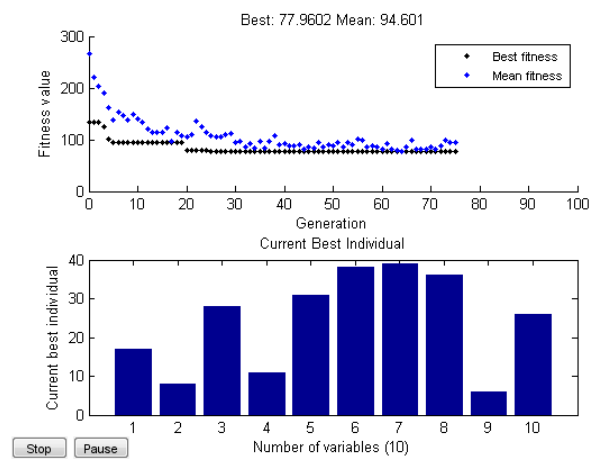 Best: 77.9602 Mean: 94.601
300
200
100
0
Fitness value
Best fitness
Mean fitness
0 10 20 30 40 50 60 70 80 90 100
Generation
Current Best Individual
40
30
20
10
0
Current best individual
1 2 3 4 5 6 7 8 9 10
Number of variables (10)
Stop Pause